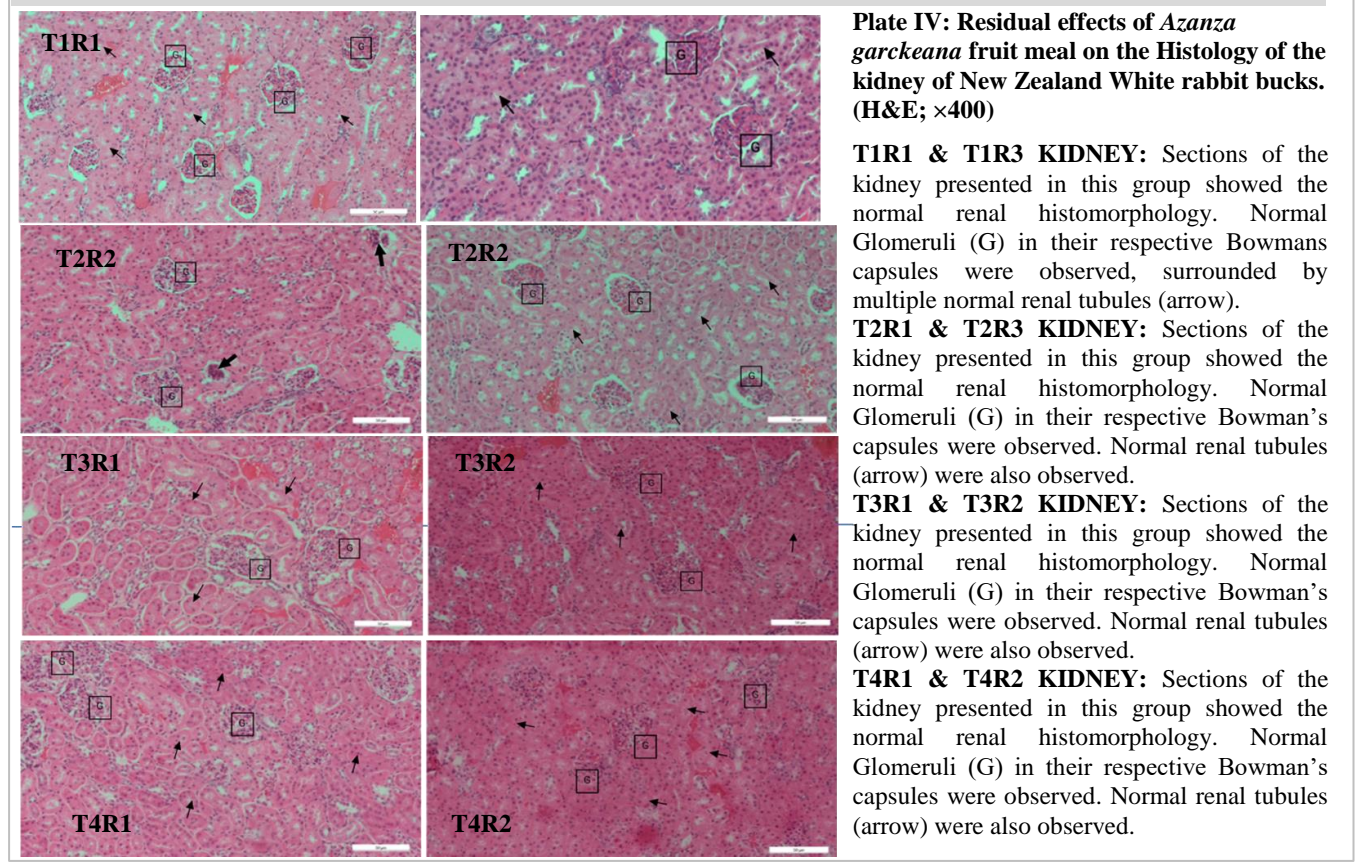 T1R1
G
G
G
G
G
G
T2R2
G
G
T2R2
G
G
G
T3R1
G
G
T3R2
G
G
T4R1
G
G
G
T4R2
G
G
G
Plate IV: Residual effects of Azanza
garckeana fruit meal on the Histology of the
kidney of New Zealand White rabbit bucks.
(H&E; ×400)
T1R1 & T1R3 KIDNEY: Sections of the
kidney presented in this group showed the
normal renal histomorphology. Normal
Glomeruli (G) in their respective Bowmans
capsules were observed, surrounded by
multiple normal renal tubules (arrow).
T2R1 & T2R3 KIDNEY: Sections of the
kidney presented in this group showed the
normal renal histomorphology. Normal
Glomeruli (G) in their respective Bowman's
capsules were observed. Normal renal tubules
(arrow) were also observed.
T3R1 & T3R2 KIDNEY: Sections of the
kidney presented in this group showed the
normal renal histomorphology. Normal
Glomeruli (G) in their respective Bowman's
capsules were observed. Normal renal tubules
(arrow) were also observed.
T4R1 & T4R2 KIDNEY: Sections of the
kidney presented in this group showed the
normal renal histomorphology. Normal
Glomeruli (G) in their respective Bowman's
capsules were observed. Normal renal tubules
(arrow) were also observed.